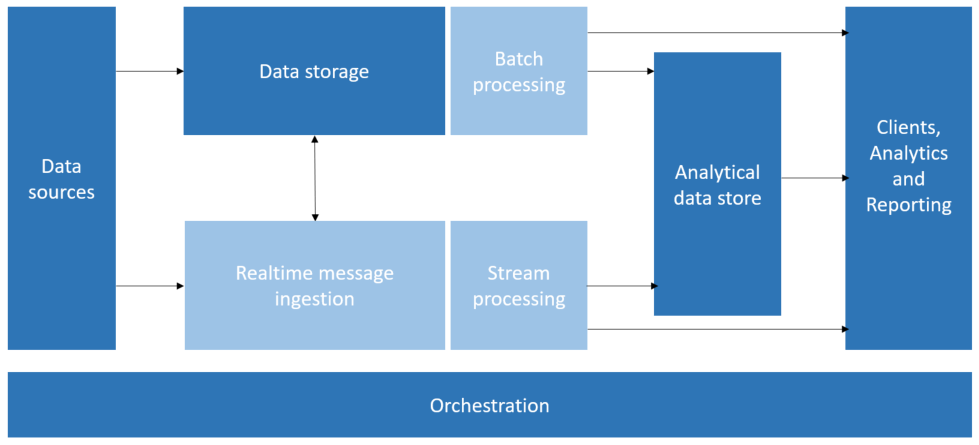 Data
sources
Data storage
Batch
processing
Realtime message
ingestion
Stream
processing
Analytical
data store
Clients,
Analytics
and
Reporting
Orchestration